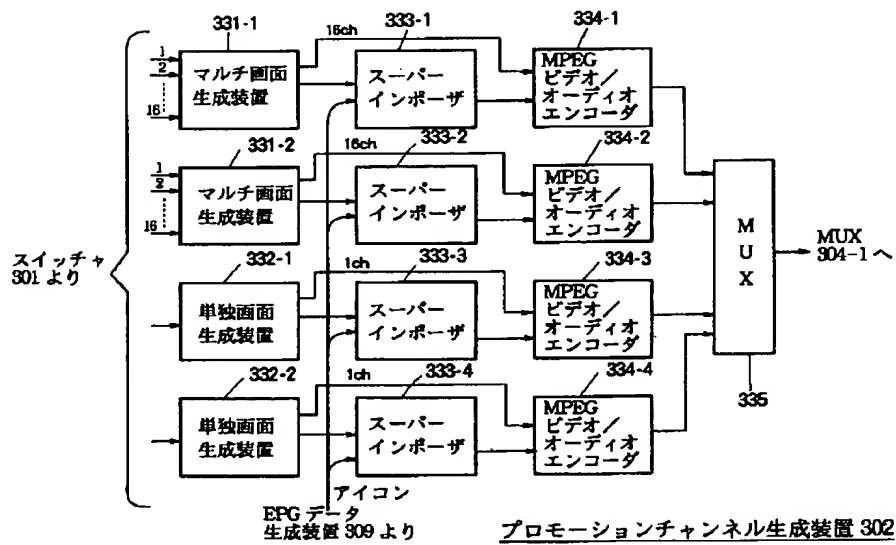 331-1
16ch
333-1
334-1
1
2
16
マルチ画面
生成装置
スーパー
インポーザ
MPEG
ビデオ/
オーディオ
エンコーダ
331-2
16ch
333-2
334-2
1
2
16
マルチ画面
生成装置
スーパー
インポーザ
MPEG
ビデオ/
オーディオ
エンコーダ
スイッチャ
301 より
332-1
1ch
333-3
334-3
単独画面
生成装置
スーパー
インポーザ
MPEG
ビデオ/
オーディオ
エンコーダ
332-2
1ch
333-4
334-4
単独画面
生成装置
スーパー
インポーザ
MPEG
ビデオ/
オーディオ
エンコーダ
MUX
335
MUX
304-1 へ
アイコン
EPG データ
生成装置 309 より
プロモーションチャンネル生成装置 302